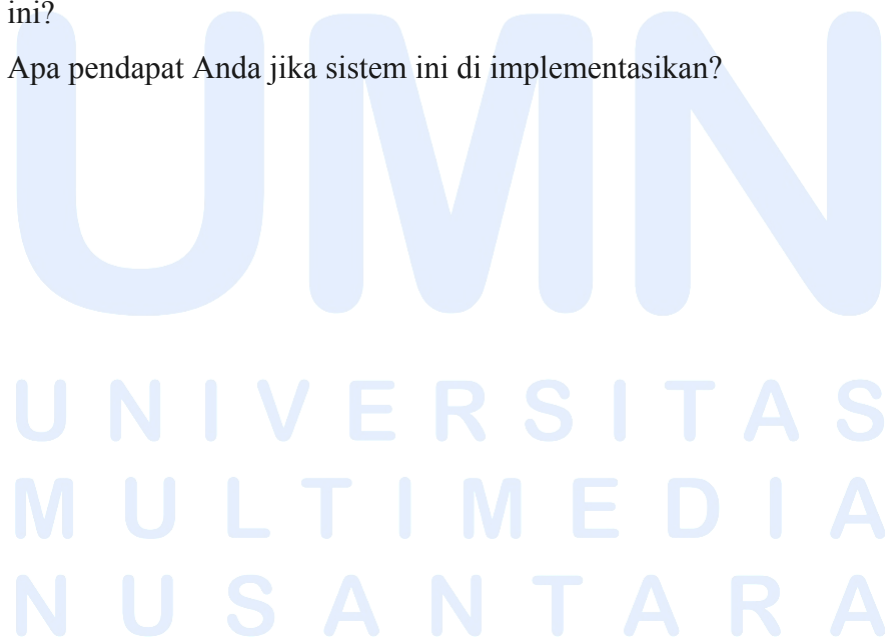 ini?
Apa pendapat Anda jika sistem ini di implementasikan?
UMN
UNIVERSITAS
MULTIMEDIA
NUSANTARA